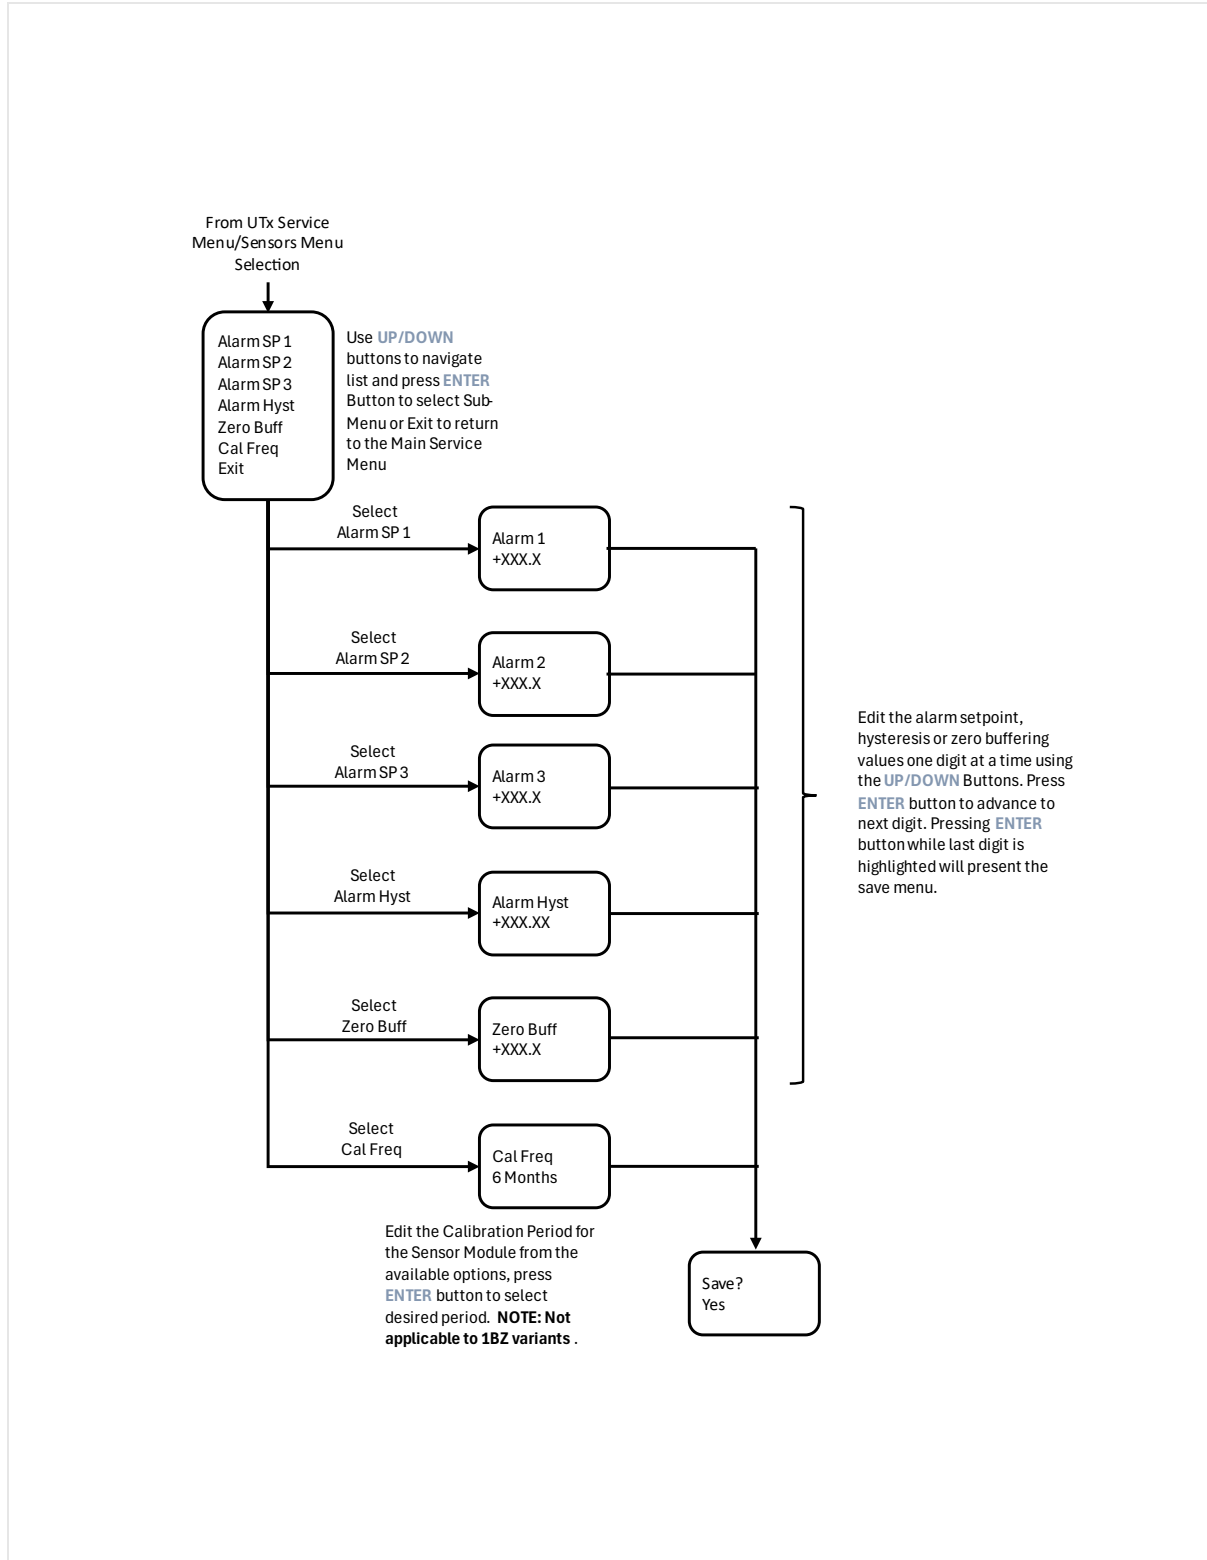 From UTx Service
Menu/Sensors Menu
Selection
Alarm SP 1
Alarm SP 2
Alarm SP 3
Alarm Hyst
Zero Buff
Cal Freq
Exit
Use UP/DOWN
buttons to navigate
list and press ENTER
Button to select Sub-
Menu or Exit to return
to the Main Service
Menu
Select
Alarm SP 1
Alarm 1
+XXX.X
Select
Alarm SP 2
Alarm 2
+XXX.X
Select
Alarm SP 3
Alarm 3
+XXX.X
Edit the alarm setpoint,
hysteresis or zero buffering
values one digit at a time using
the UP/DOWN Buttons. Press
ENTER button to advance to
next digit. Pressing ENTER
button while last digit is
highlighted will present the
save menu.
Select
Alarm Hyst
Alarm Hyst
+XXX.XX
Select
Zero Buff
Zero Buff
+XXX.X
Select
Cal Freq
Cal Freq
6 Months
Edit the Calibration Period for
the Sensor Module from the
available options, press
ENTER button to select
desired period. NOTE: Not
applicable to 1BZ variants .
Save?
Yes